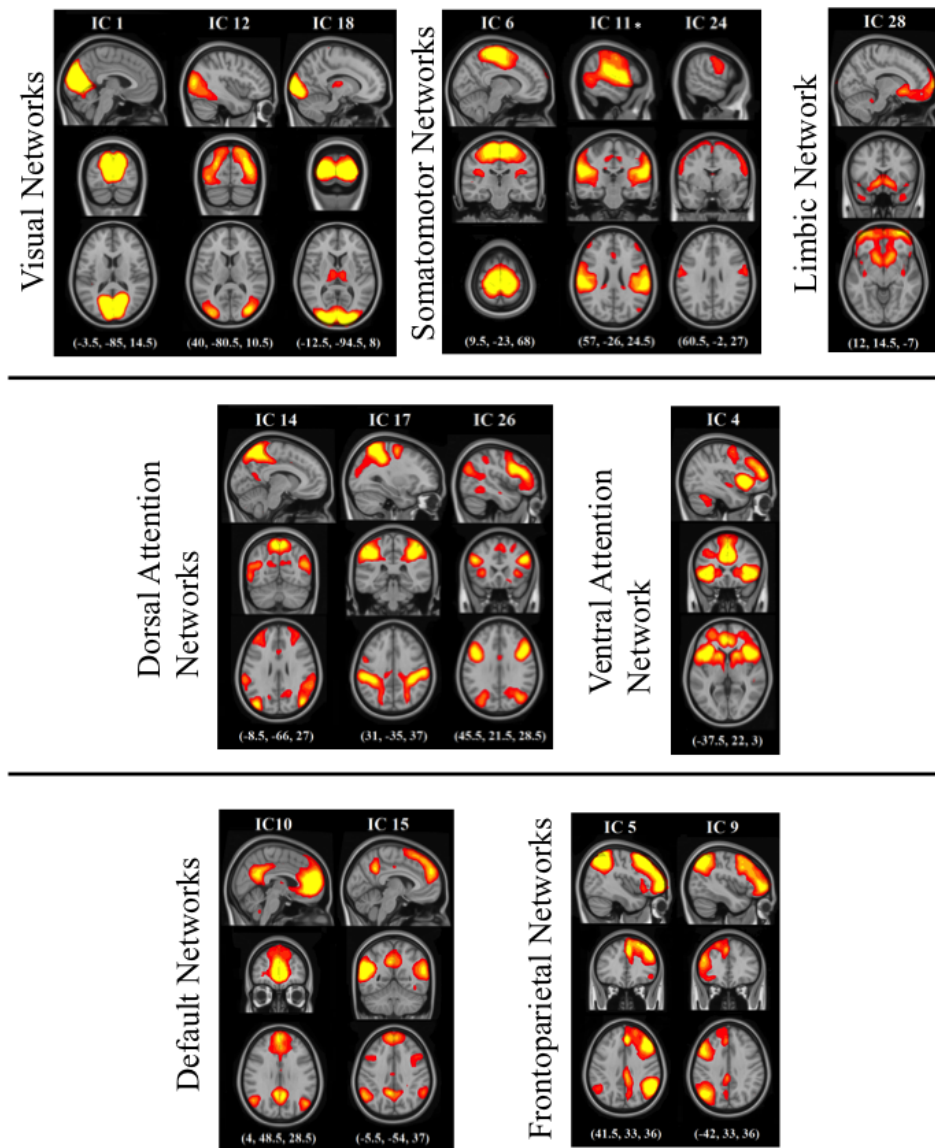 Visual Networks
IC 1
IC 12
IC 18
(-3.5, -85, 14.5)
(40, -80.5, 10.5)
(-12.5, -94.5, 8)
Somatomotor Networks
IC 6
IC 11 *
IC 24
(9.5, -23, 68)
(57, -26, 24.5)
(60.5, -2, 27)
Limbic Network
IC 28
(12, 14.5, -7)
Dorsal Attention
Networks
IC 14
IC 17
IC 26
(-8.5, -66, 27)
(31, -35, 37)
(45.5, 21.5, 28.5)
Ventral Attention
Network
IC 4
(-37.5, 22, 3)
Default Networks
IC10
IC 15
(4, 48.5, 28.5)
(-5.5, -54, 37)
Frontoparietal Networks
IC 5
IC 9
(41.5, 33, 36)
(-42, 33, 36)